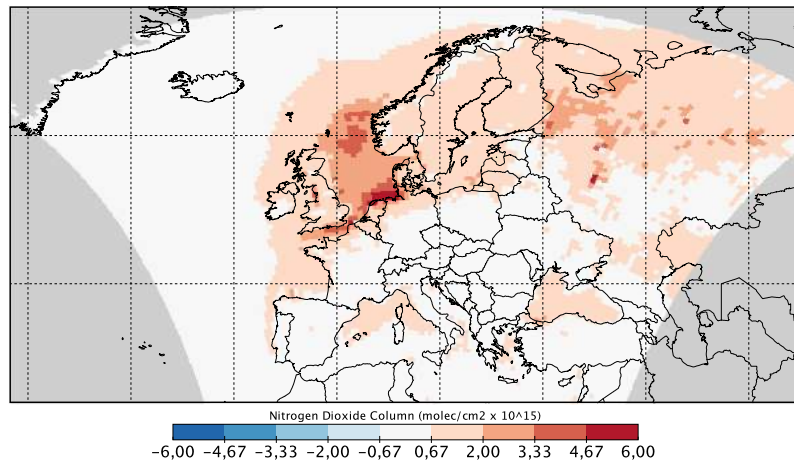 Nitrogen Dioxide Column (molec/cm2 x 10^15)
−6,00 −4,67 −3,33 −2,00 −0,67 0,67 2,00 3,33 4,67 6,00